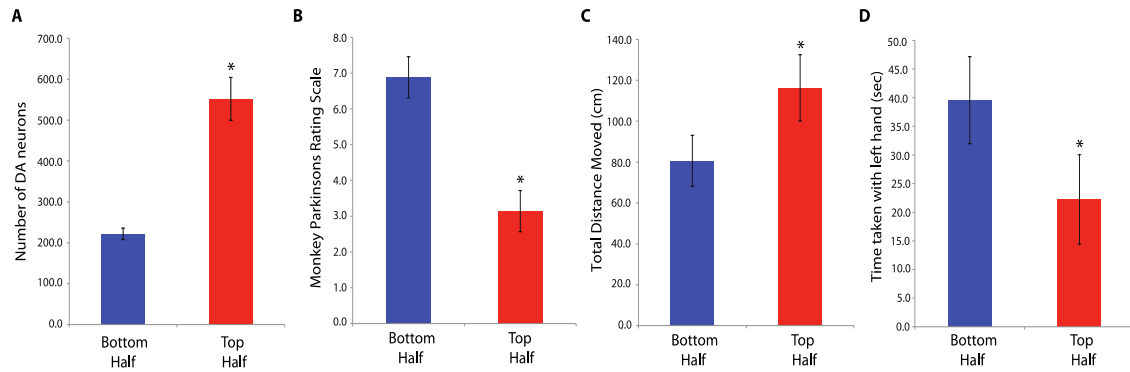 A
Number of DA neurons
700.0
600.0
500.0
400.0
300.0
200.0
100.0
0.0
*
Bottom
Half
Top
Half
B
Monkey Parkinsons Rating Scale
8.0
7.0
6.0
5.0
4.0
3.0
2.0
1.0
0.0
*
Bottom
Half
Top
Half
C
Total Distance Moved (cm)
140.0
120.0
100.0
80.0
60.0
40.0
20.0
0.0
*
Bottom
Half
Top
Half
D
Time taken with left hand (sec)
50.0
45.0
40.0
35.0
30.0
25.0
20.0
15.0
10.0
5.0
0.0
*
Bottom
Half
Top
Half